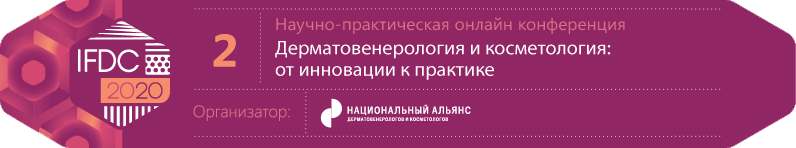 IFDC
2020
2
Научно-практическая онлайн конференция
Дерматовенерология и косметология:
от инновации к практике
Организатор:
НАЦИОНАЛЬНЫЙ АЛЬЯНС
ДЕРМАТОВЕНЕРОЛОГОВ И КОСМЕТОЛОГОВ